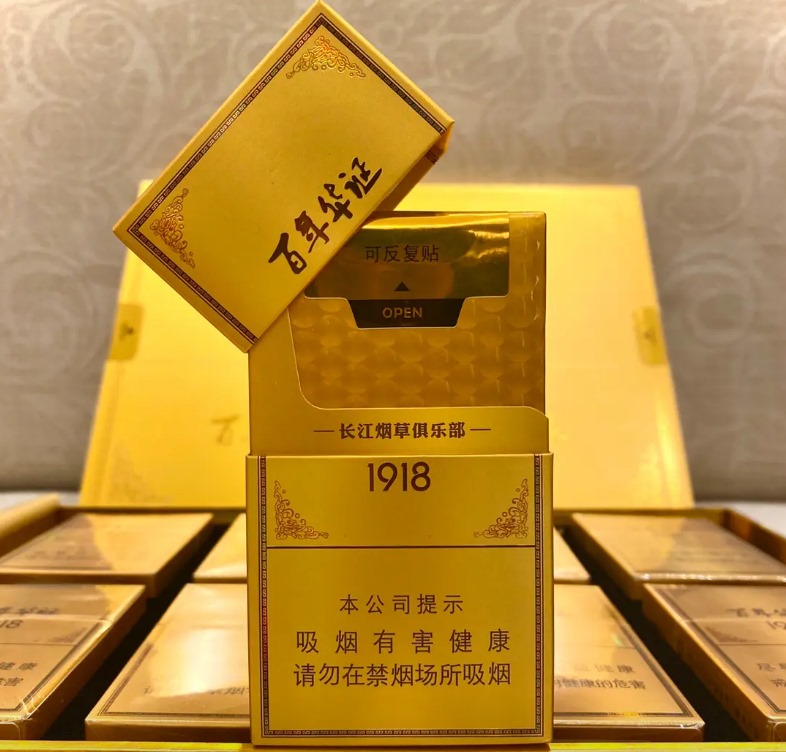 百年华证
可反复贴
OPEN
长江烟草俱乐部
1918
本公司提示
吸烟有害健康
请勿在禁烟场所吸烟